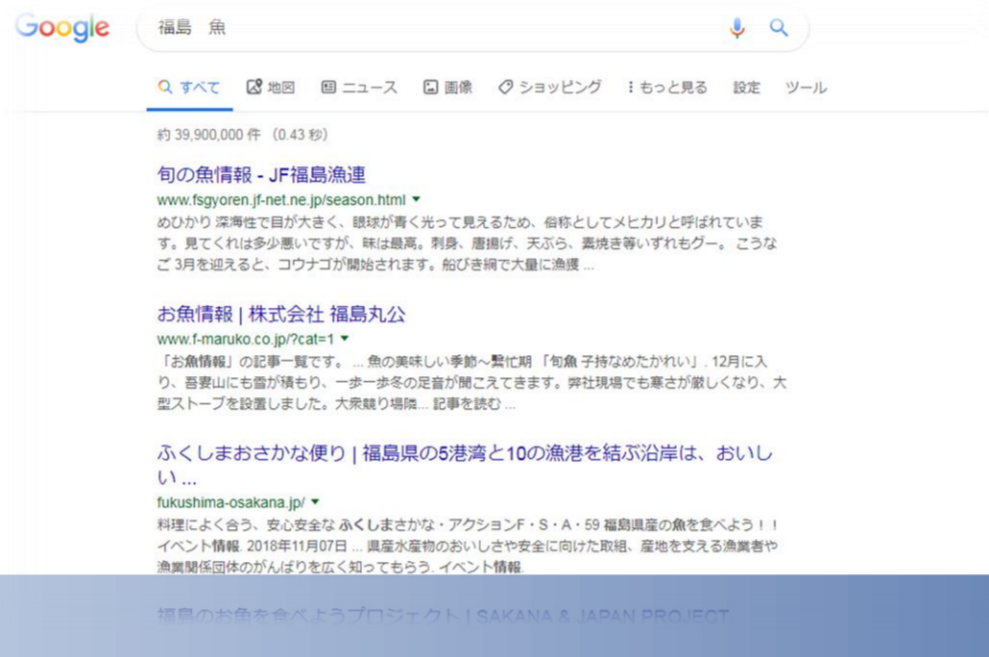 Google
福島 魚
すべて 地図 ニュース 画像 ショッピング もっと見る 設定 ツール
約 39,900,000 件 （0.43 秒）
旬の魚情報 - JF福島漁連
www.fsgyoren.jf-net.ne.jp/season.html
めひかり 深海性で目が大きく、眼球が青く光って見えるため、俗称としてメヒカリと呼ばれていま
す。見てくれは多少悪いですが、味は最高。刺身、唐揚げ、天ぷら、素焼き等いずれもグー。 こうな
ご 3月を迎えると、コウナゴが開始されます。船びき網で大量に漁獲 ...
お魚情報 | 株式会社 福島丸公
www.f-maruko.co.jp/?cat=1
「お魚情報」の記事一覧です。 ... 魚の美味しい季節～繁忙期 「旬魚 子持なめたかれい」. 12月に入
り、吾妻山にも雪が積もり、一歩一歩冬の足音が聞こえてきます。弊社現場でも寒さが厳しくなり、大
型ストーブを設置しました。大衆競り場隣... 記事を読む ...
ふくしまおさかな便り | 福島県の5港湾と10の漁港を結ぶ沿岸は、おいし
い ...
fukushima-osakana.jp/
料理によく合う、安心安全な ふくしまさかな・アクションF・S・A・59 福島県産の魚を食べよう！！
イベント情報. 2018年11月07日 ... 県産水産物のおいしさや安全に向けた取組、産地を支える漁業者や
漁業関係団体のがんばりを広く知ってもらう. イベント情報.
福島のお魚を食べようプロジェクト | SAKANA & JAPAN PROJECT